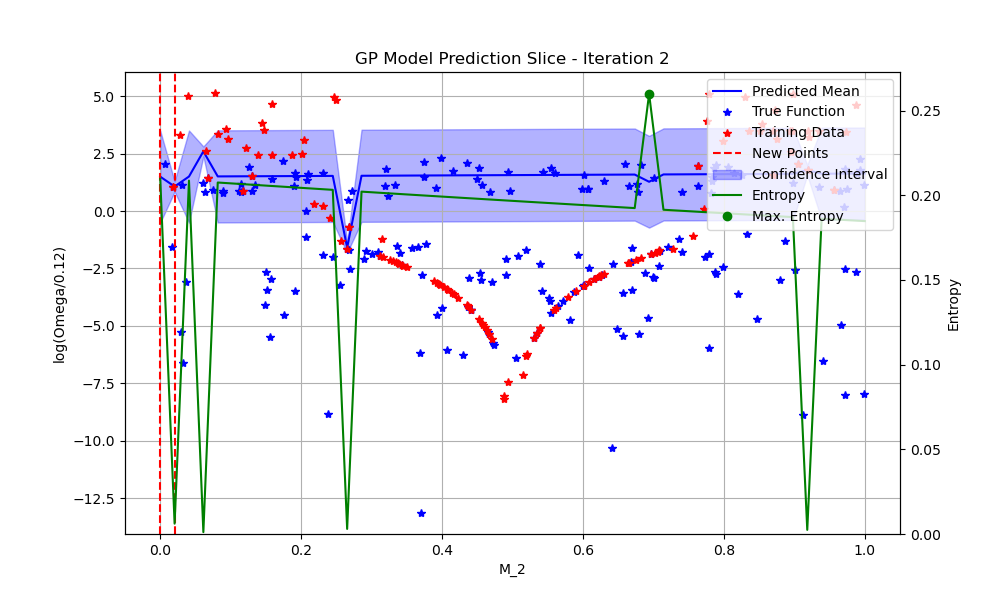 GP Model Prediction Slice - Iteration 2
5.0
2.5
0.0
−2.5
−5.0
−7.5
−10.0
−12.5
log(Omega/0.12)
0.0
0.2
0.4
0.6
0.8
1.0
M_2
0.25
0.20
0.15
0.10
0.05
0.00
Entropy
Predicted Mean
True Function
Training Data
New Points
Confidence Interval
Entropy
Max. Entropy